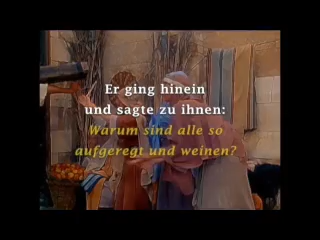 Er ging hinein
und sagte zu ihnen:
Warum sind alle so
aufgeregt und weinen?